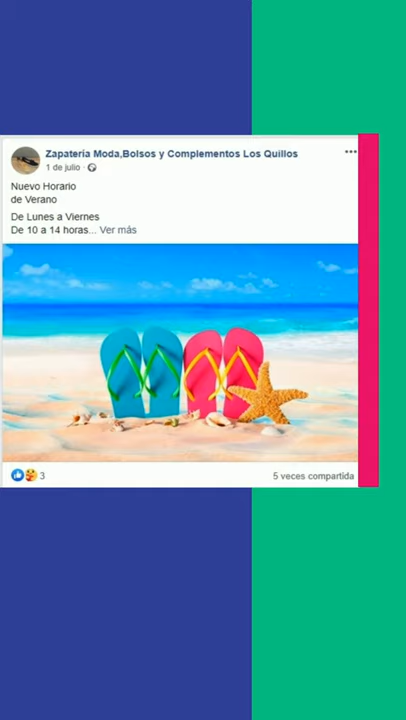 Zapatería Moda,Bolsos y Complementos Los Quillos
1 de julio ·
Nuevo Horario
de Verano
De Lunes a Viernes
De 10 a 14 horas... Ver más
3
5 veces compartida